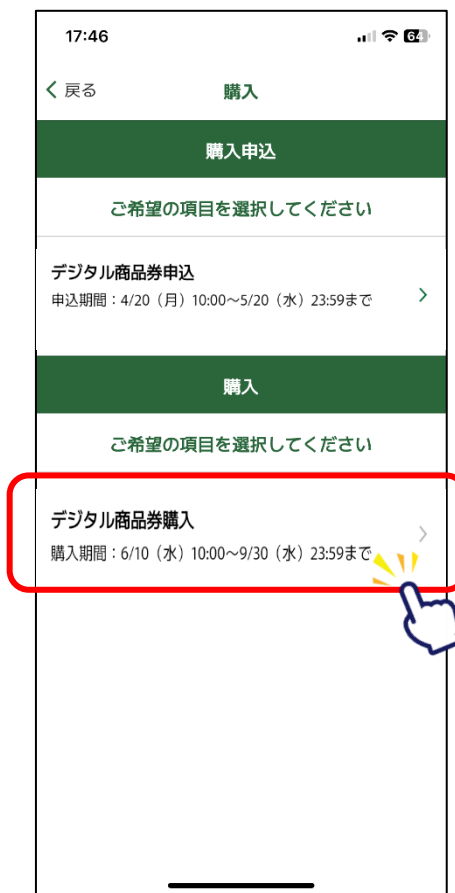 17:46
64
戻る
購入
購入申込
ご希望の項目を選択してください
デジタル商品券申込
申込期間：4/20（月）10:00～5/20（水）23:59まで
購入
ご希望の項目を選択してください
デジタル商品券購入
購入期間：6/10（水）10:00～9/30（水）23:59まで